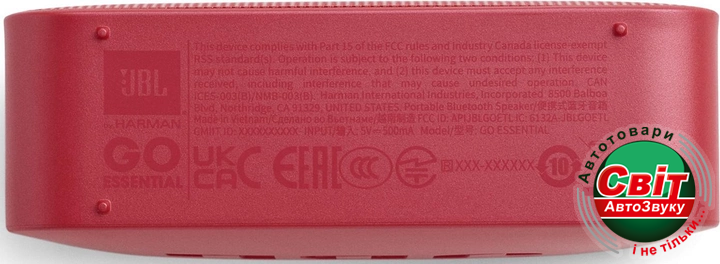 JBL
by HARMAN
GO
ESSENTIAL
This device complies with Part 15 of the FCC rules and Industry Canada license-exempt
RSS standard(s). Operation is subject to the following two conditions: (1) This device
may not cause harmful interference, and (2) this device must accept any interference
received, including interference that may cause undesired operation. CAN
ICES-003(B)/NMB-003(B). Harman International Industries, Incorporated 8500 Balboa
Blvd, Northridge, CA 91329, UNITED STATES. Portable Bluetooth Speaker/便携式蓝牙音箱
Made in Vietnam/Сделано во Вьетнаме/越南制造 FCC ID: APIJBLGOETL IC: 6132A-JBLGOETL
GMIIT ID: XXXXXXXXXXX · INPUT/输入: 5V⎓500mA Model/型号: GO ESSENTIAL
UK
CA
EAC
CCC
XXX-XXXXXX
10
Автотовари
Світ
АвтоЗвуку
і не тільки...